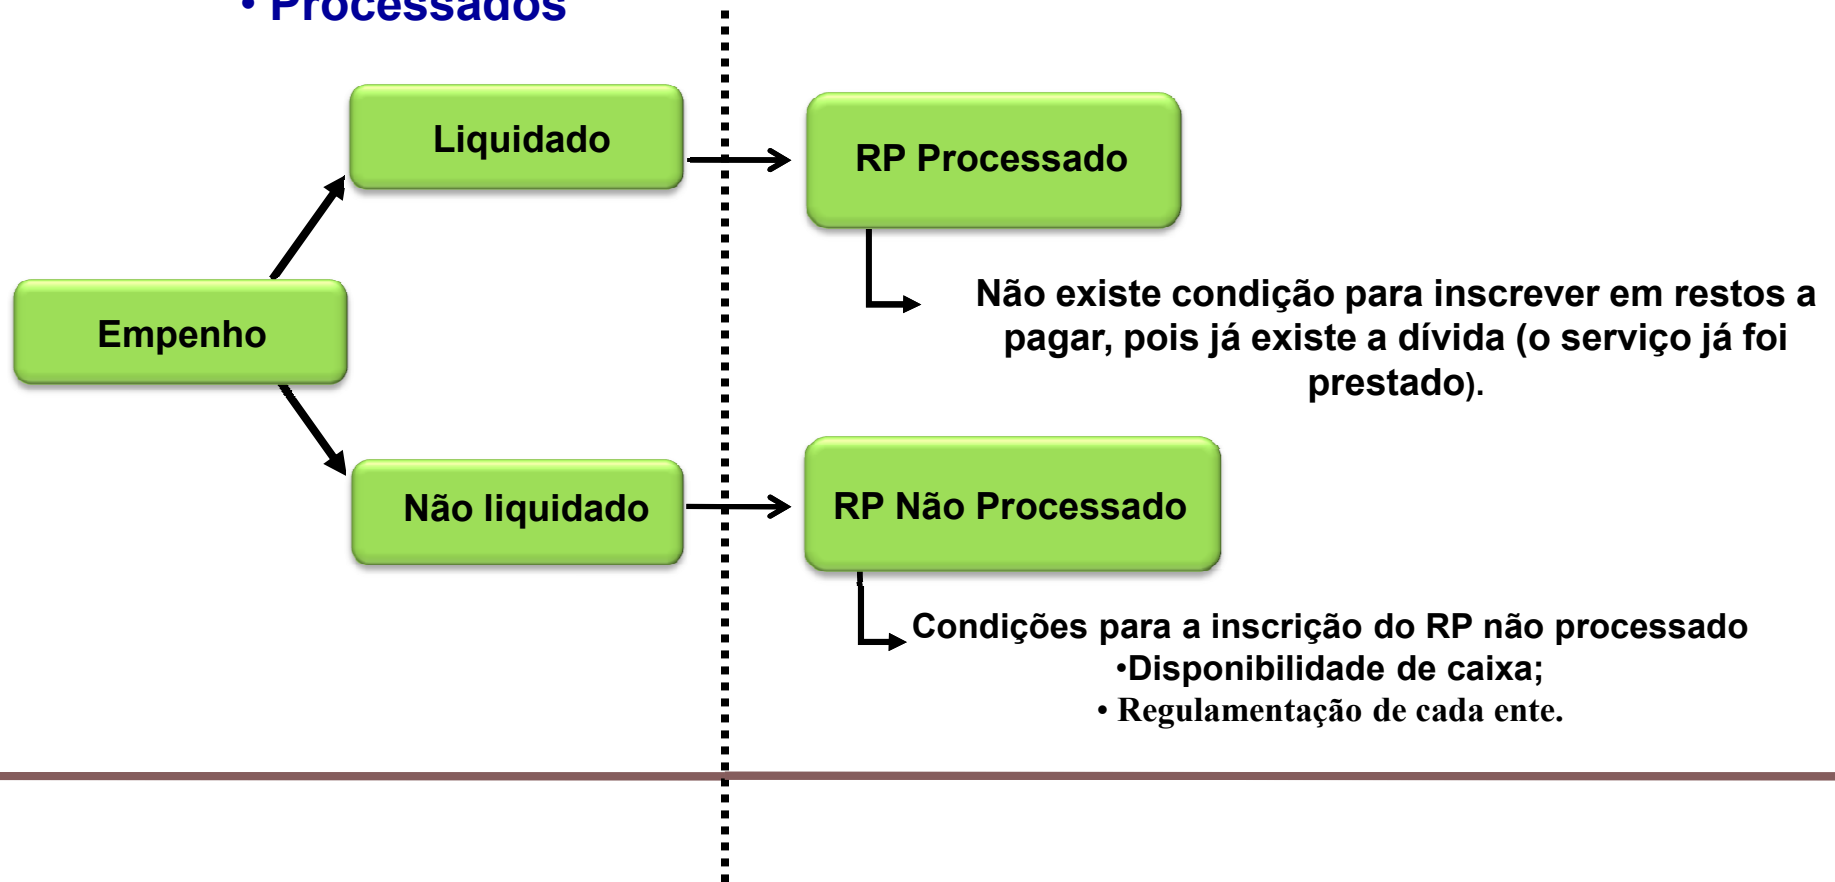 • Processados
Liquidado
RP Processado
Não existe condição para inscrever em restos a
pagar, pois já existe a dívida (o serviço já foi
prestado).
Empenho
Não liquidado
RP Não Processado
Condições para a inscrição do RP não processado
•Disponibilidade de caixa;
• Regulamentação de cada ente.